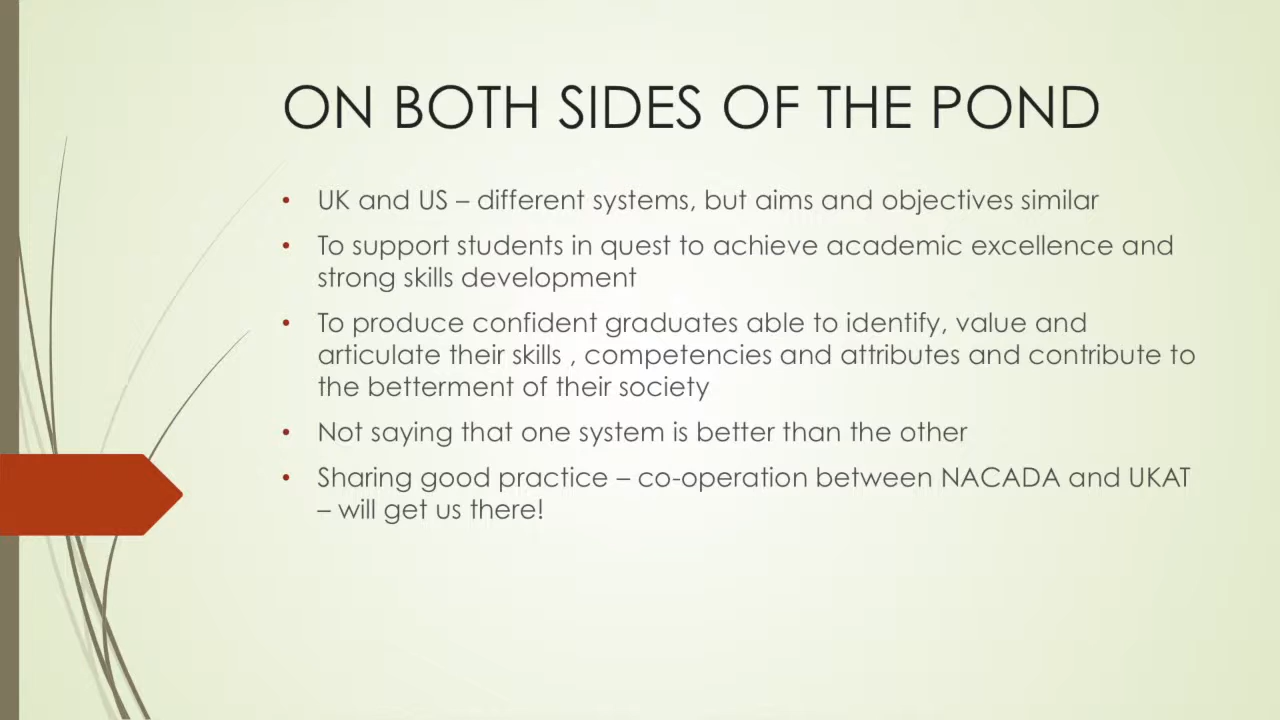 ON BOTH SIDES OF THE POND
• UK and US – different systems, but aims and objectives similar
• To support students in quest to achieve academic excellence and
strong skills development
• To produce confident graduates able to identify, value and
articulate their skills , competencies and attributes and contribute to
the betterment of their society
• Not saying that one system is better than the other
• Sharing good practice – co-operation between NACADA and UKAT
– will get us there!